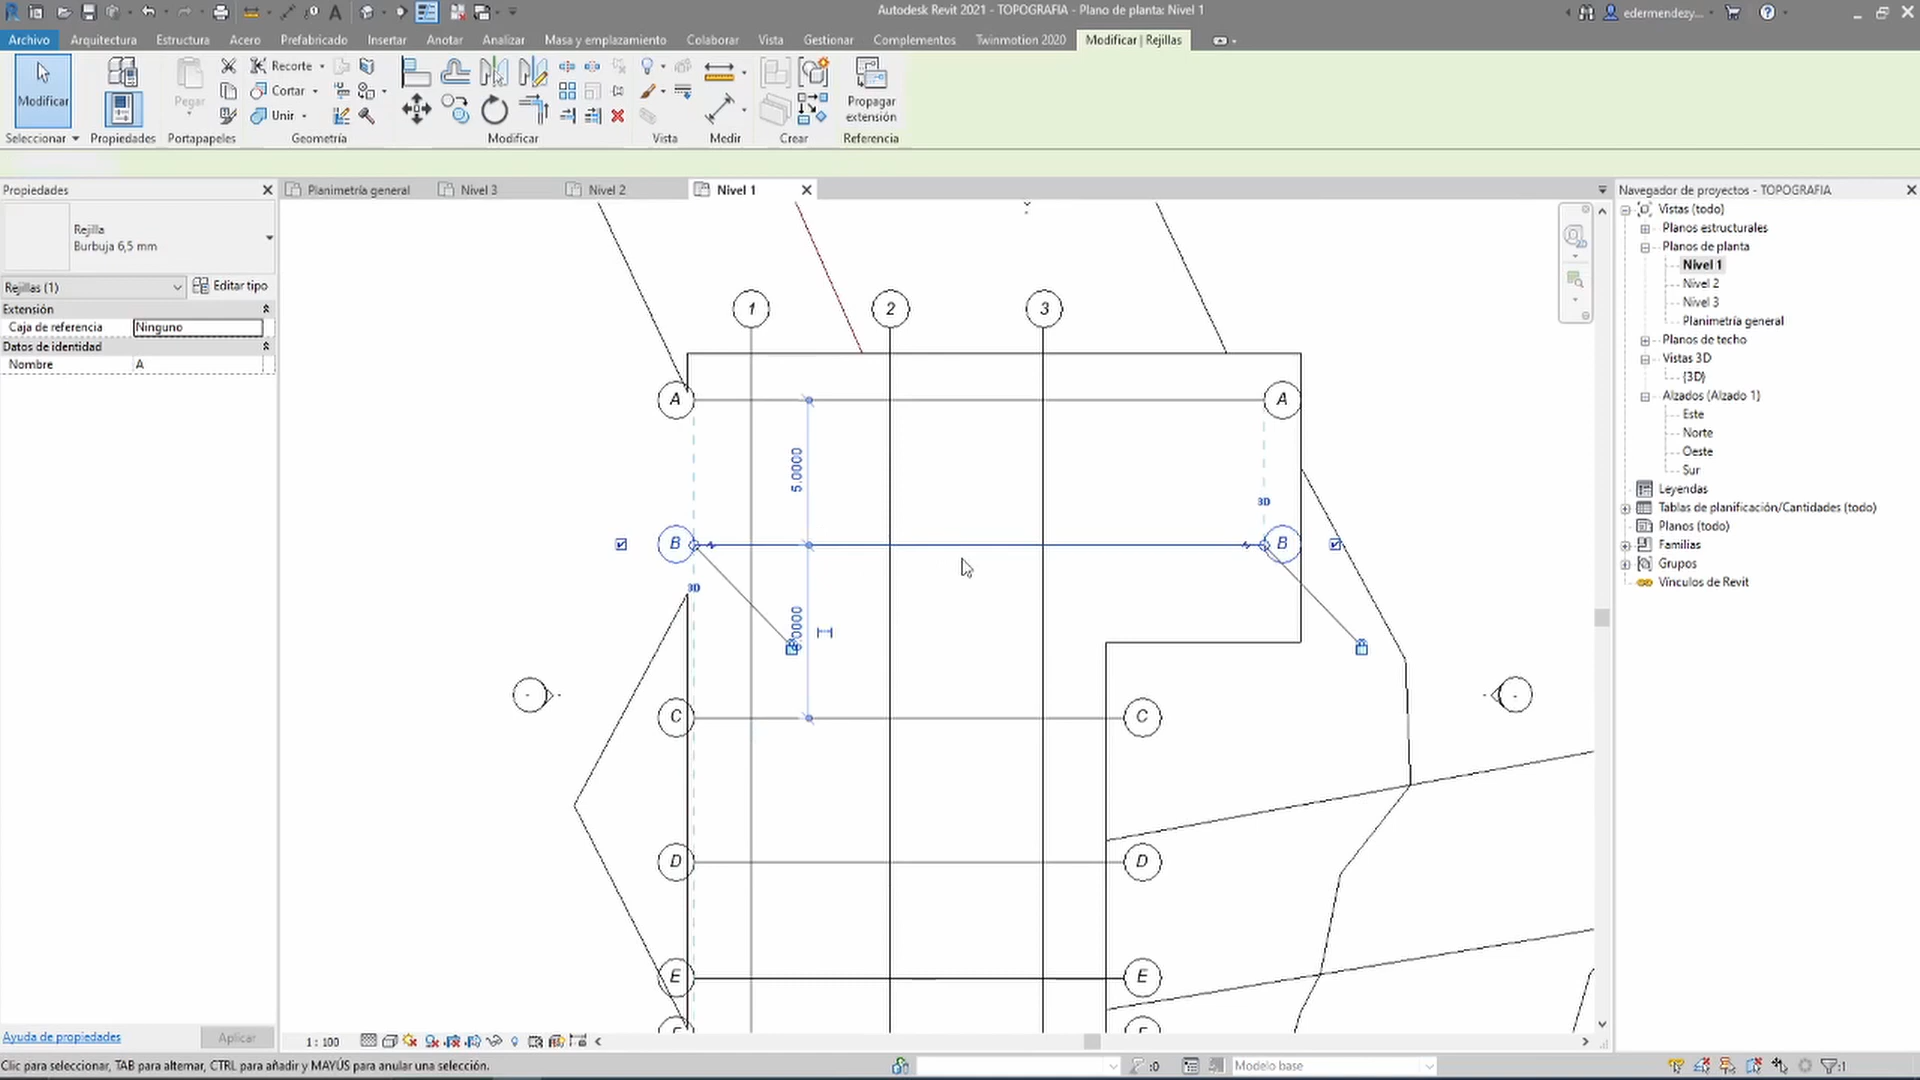 Autodesk Revit 2021 - TOPOGRAFIA - Plano de planta: Nivel 1
edermendezy...
Archivo Arquitectura Estructura Acero Prefabricado Insertar Anotar Analizar Masa y emplazamiento Colaborar Vista Gestionar Complementos Twinmotion 2020 Modificar | Rejillas
Modificar
Pegar
Recorte
Cortar
Unir
Propagar
extensión
Seleccionar Propiedades Portapapeles Geometría Modificar Vista Medir Crear Referencia
Propiedades
Planimetría general Nivel 3 Nivel 2 Nivel 1
Navegador de proyectos - TOPOGRAFIA
Rejilla
Burbuja 6,5 mm
Rejillas (1)
Editar tipo
Extensión
Caja de referencia Ninguno
Datos de identidad
Nombre A
Ayuda de propiedades
Aplicar
1 2 3
A A
5.0000
3D
B B
3D
C C
D D
E E
Vistas (todo)
Planos estructurales
Planos de planta
Nivel 1
Nivel 2
Nivel 3
Planimetría general
Planos de techo
Vistas 3D
{3D}
Alzados (Alzado 1)
Este
Norte
Oeste
Sur
Leyendas
Tablas de planificación/Cantidades (todo)
Planos (todo)
Familias
Grupos
Vínculos de Revit
1 : 100
Clic para seleccionar, TAB para alternar, CTRL para añadir y MAYÚS para anular una selección.
:0
Modelo base
:1